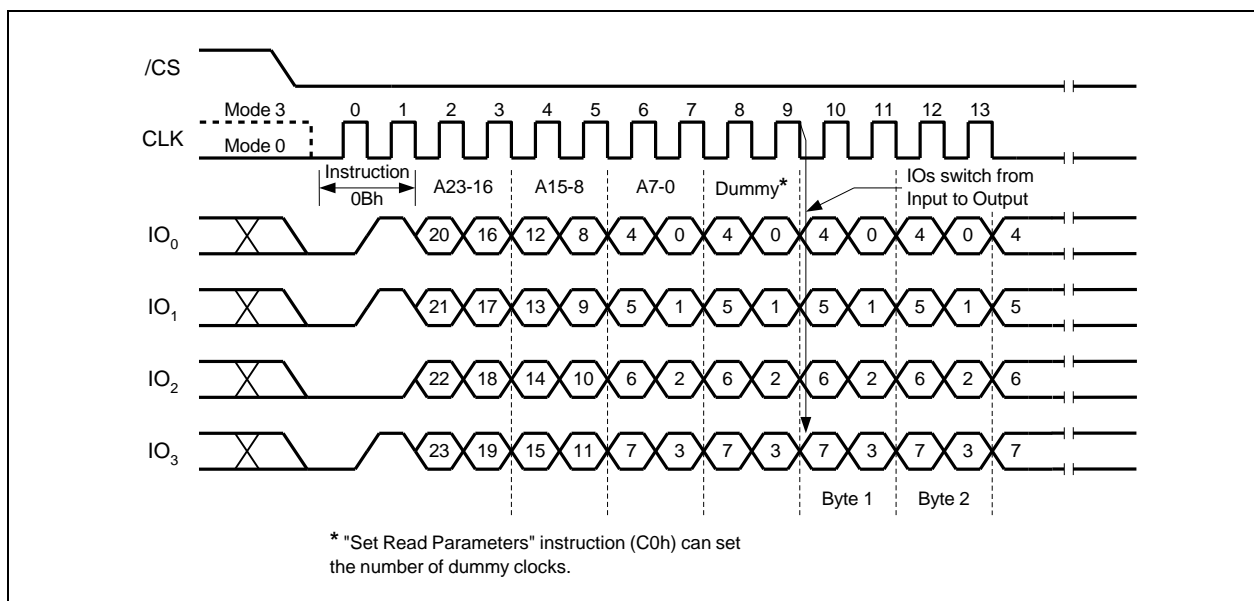 /CS
Mode 3 0 1 2 3 4 5 6 7 8 9 10 11 12 13
CLK Mode 0
Instruction A23-16 A15-8 A7-0 Dummy* IOs switch from
0Bh Input to Output
IO0 20 16 12 8 4 0 4 0 4 0 4 0 4
IO1 21 17 13 9 5 1 5 1 5 1 5 1 5
IO2 22 18 14 10 6 2 6 2 6 2 6 2 6
IO3 23 19 15 11 7 3 7 3 7 3 7 3 7
Byte 1 Byte 2
* "Set Read Parameters" instruction (C0h) can set
the number of dummy clocks.